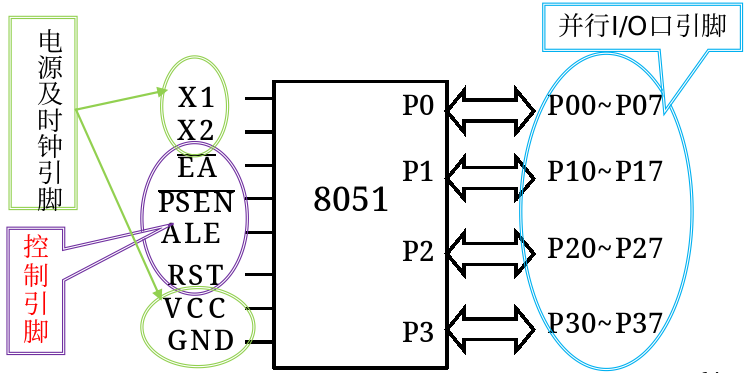 电源及时钟引脚
控制引脚
X1
X2
EA
PSEN
ALE
RST
VCC
GND
8051
P0
P1
P2
P3
并行I/O口引脚
P00~P07
P10~P17
P20~P27
P30~P37